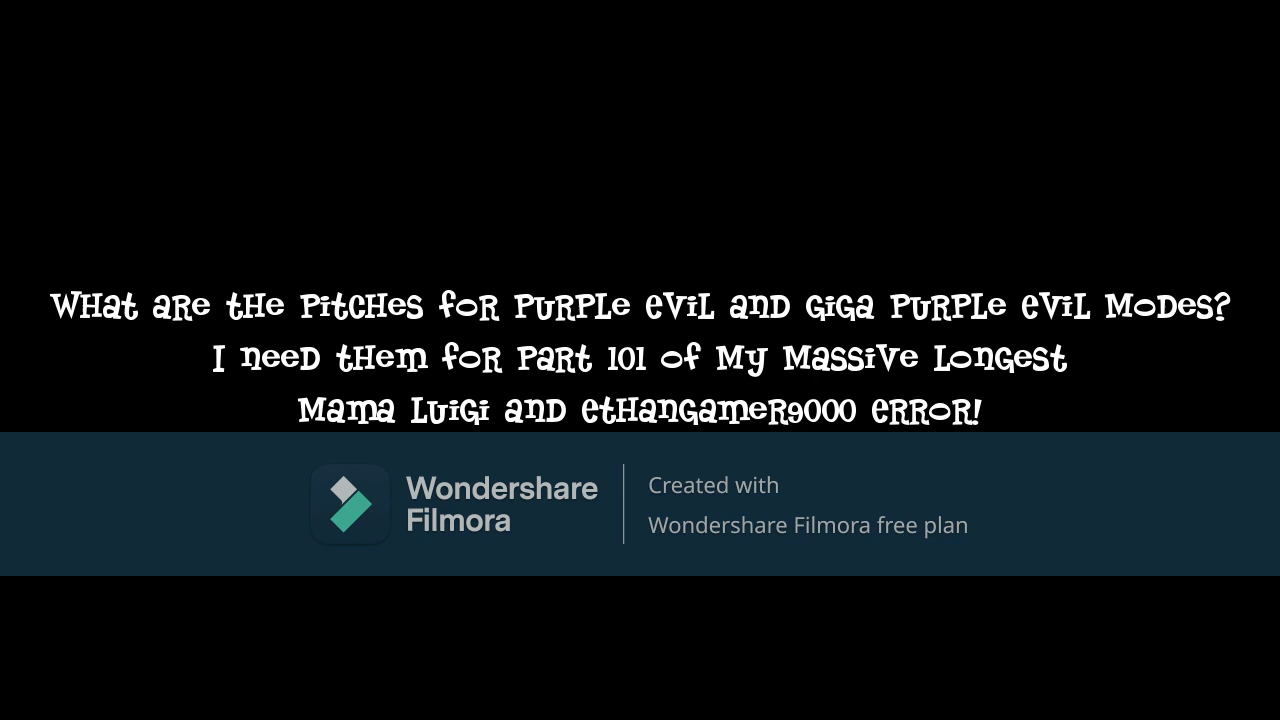 What are the pitches for purple evil and giga purple evil modes?
I need them for part 101 of my massive longest
Mama Luigi and ethangamer9000 error!
Wondershare
Filmora
Created with
Wondershare Filmora free plan